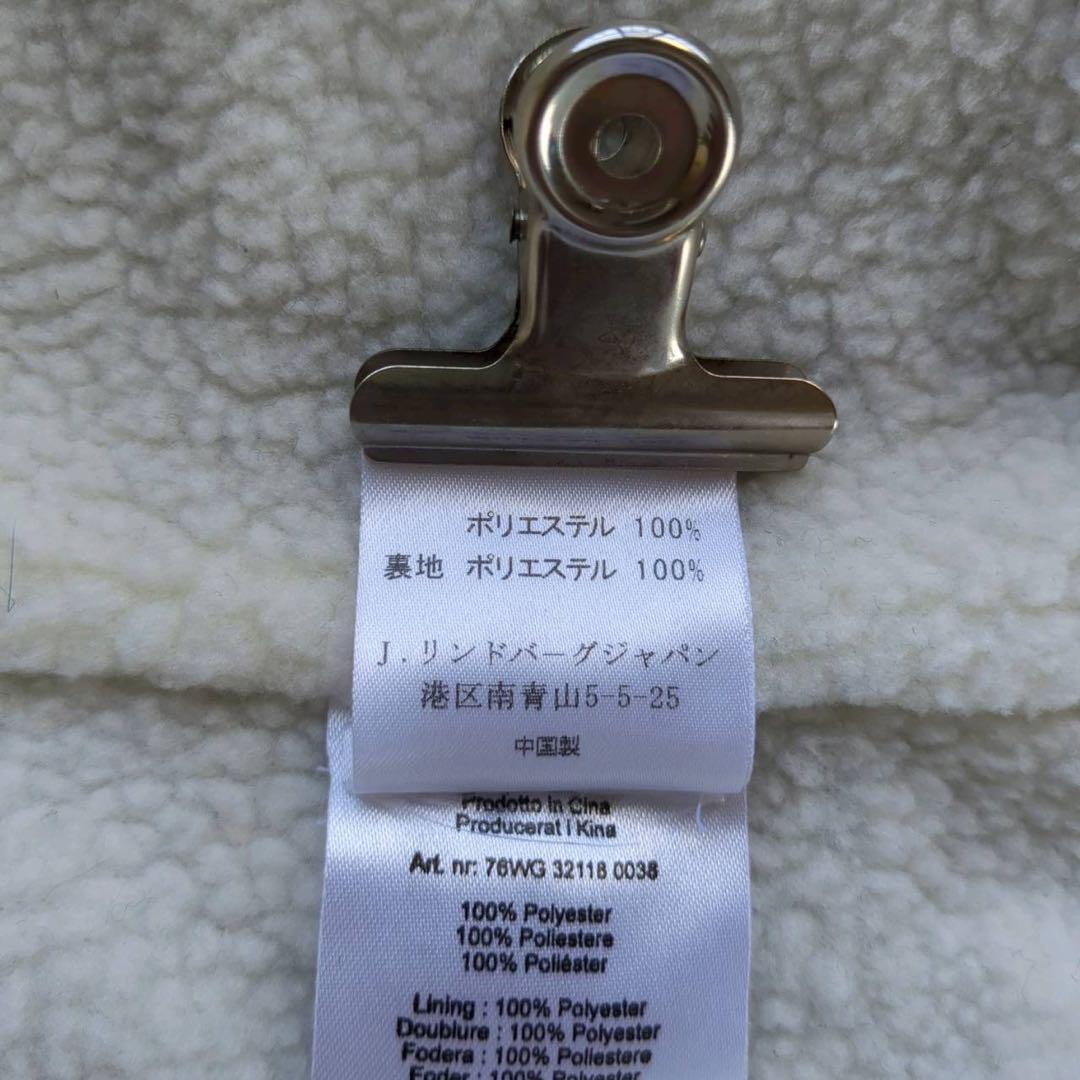 ポリエステル 100%
裏地 ポリエステル 100%
J.リンドバーグジャパン
港区南青山5-5-25
中国製
Prodotto in Cina
Producerat i Kina
Art. nr: 76WG 32118 0038
100% Polyester
100% Poliestere
100% Poliéster
Lining : 100% Polyester
Doublure : 100% Polyester
Fodera : 100% Poliestere
Foder : 100% Polyester